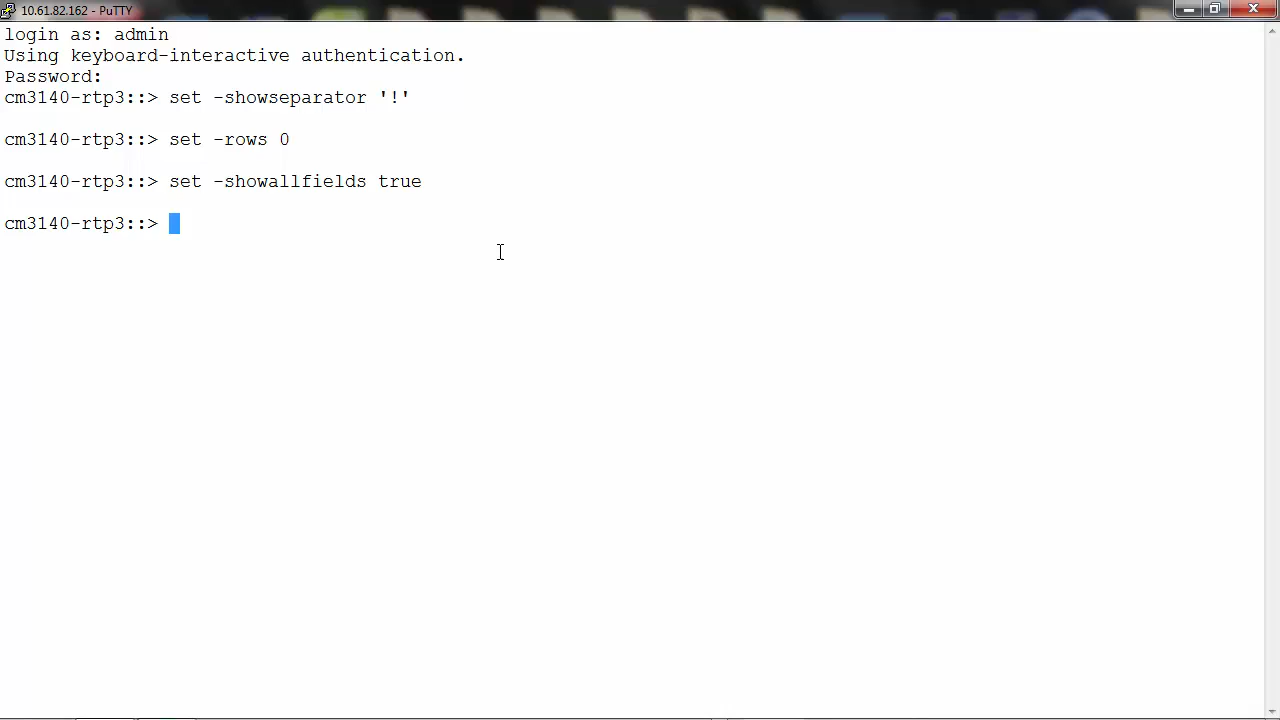 10.61.82.162 - PuTTY
login as: admin
Using keyboard-interactive authentication.
Password:
cm3140-rtp3::> set -showseparator '!'
cm3140-rtp3::> set -rows 0
cm3140-rtp3::> set -showallfields true
cm3140-rtp3::>